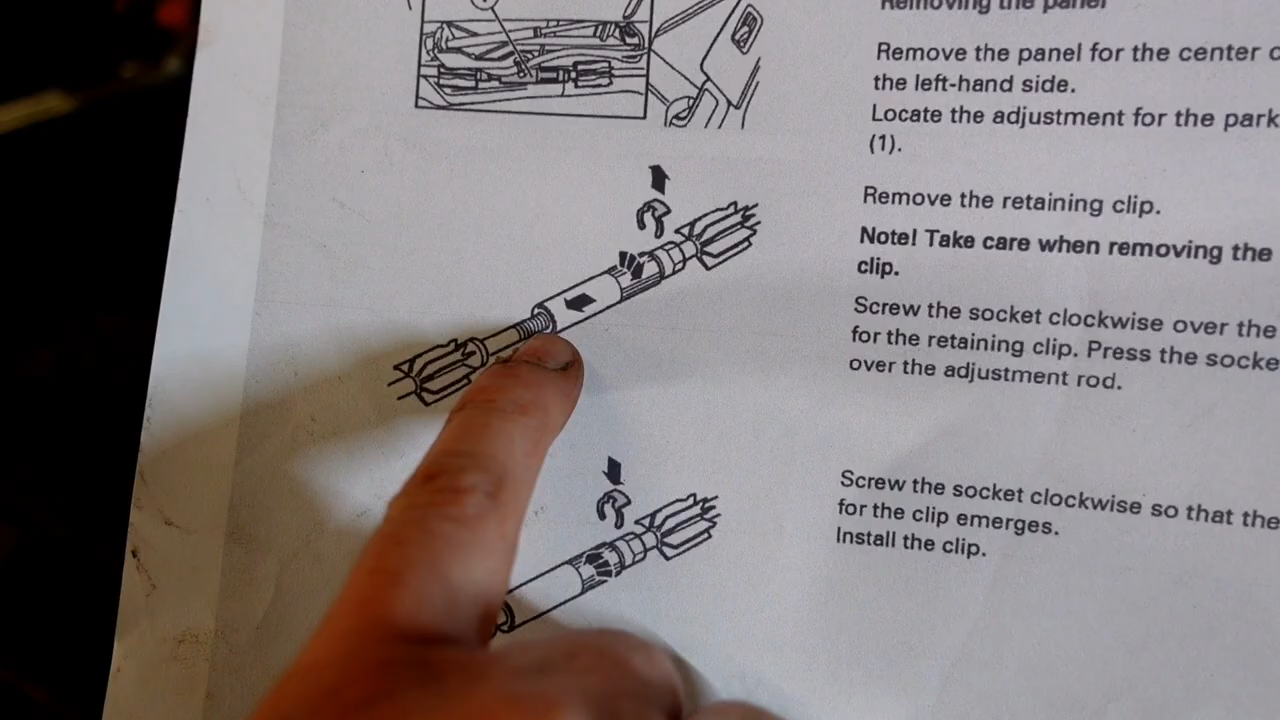 Removing the panel
Remove the panel for the center
the left-hand side.
Locate the adjustment for the park
(1).
Remove the retaining clip.
Note! Take care when removing the
clip.
Screw the socket clockwise over the
for the retaining clip. Press the socke
over the adjustment rod.
Screw the socket clockwise so that the
for the clip emerges.
Install the clip.